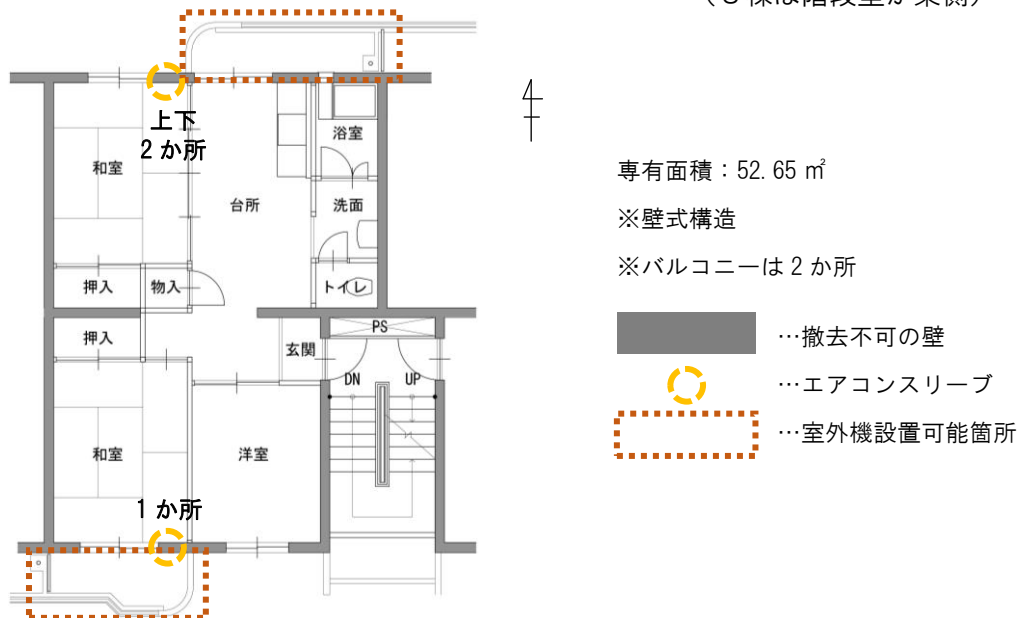 棟は階段室が東側）
上下
2 か所
和室
浴室
台所
洗面
押入
物入
トイレ
押入
玄関
PS
DN
UP
和室
洋室
1 か所
専有面積：52.65 ㎡
※壁式構造
※バルコニーは 2 か所
…撤去不可の壁
…エアコンスリーブ
…室外機設置可能箇所